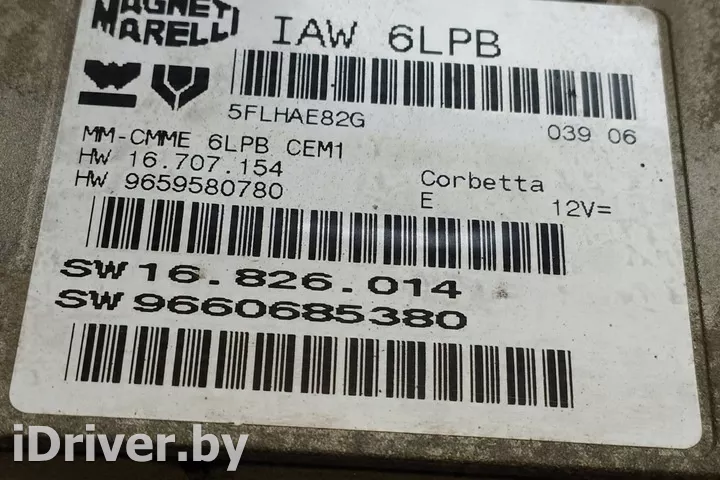 MAGNETI
MARELLI
IAW 6LPB
5FLHAE82G
039 06
MM-CMME 6LPB CEM1
HW 16.707.154
HW 9659580780
Corbetta
E 12V=
SW 16.826.014
SW 9660685380
iDriver.by